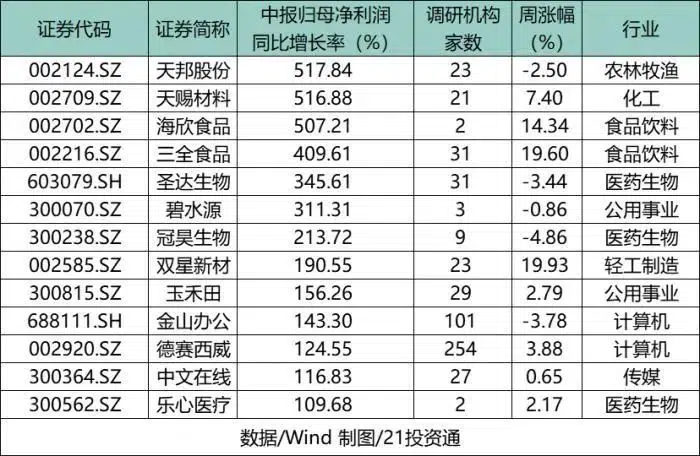 证券代码 证券简称 中报归母净利润同比增长率（%） 调研机构家数 周涨幅（%） 行业
002124.SZ 天邦股份 517.84 23 -2.50 农林牧渔
002709.SZ 天赐材料 516.88 21 7.40 化工
002702.SZ 海欣食品 507.21 2 14.34 食品饮料
002216.SZ 三全食品 409.61 31 19.60 食品饮料
603079.SH 圣达生物 345.61 31 -3.44 医药生物
300070.SZ 碧水源 311.31 3 -0.86 公用事业
300238.SZ 冠昊生物 213.72 9 -4.86 医药生物
002585.SZ 双星新材 190.55 23 19.93 轻工制造
300815.SZ 玉禾田 156.26 29 2.79 公用事业
688111.SH 金山办公 143.30 101 -3.78 计算机
002920.SZ 德赛西威 124.55 254 3.88 计算机
300364.SZ 中文在线 116.83 27 0.65 传媒
300562.SZ 乐心医疗 109.68 2 2.17 医药生物
数据/Wind 制图/21投资通